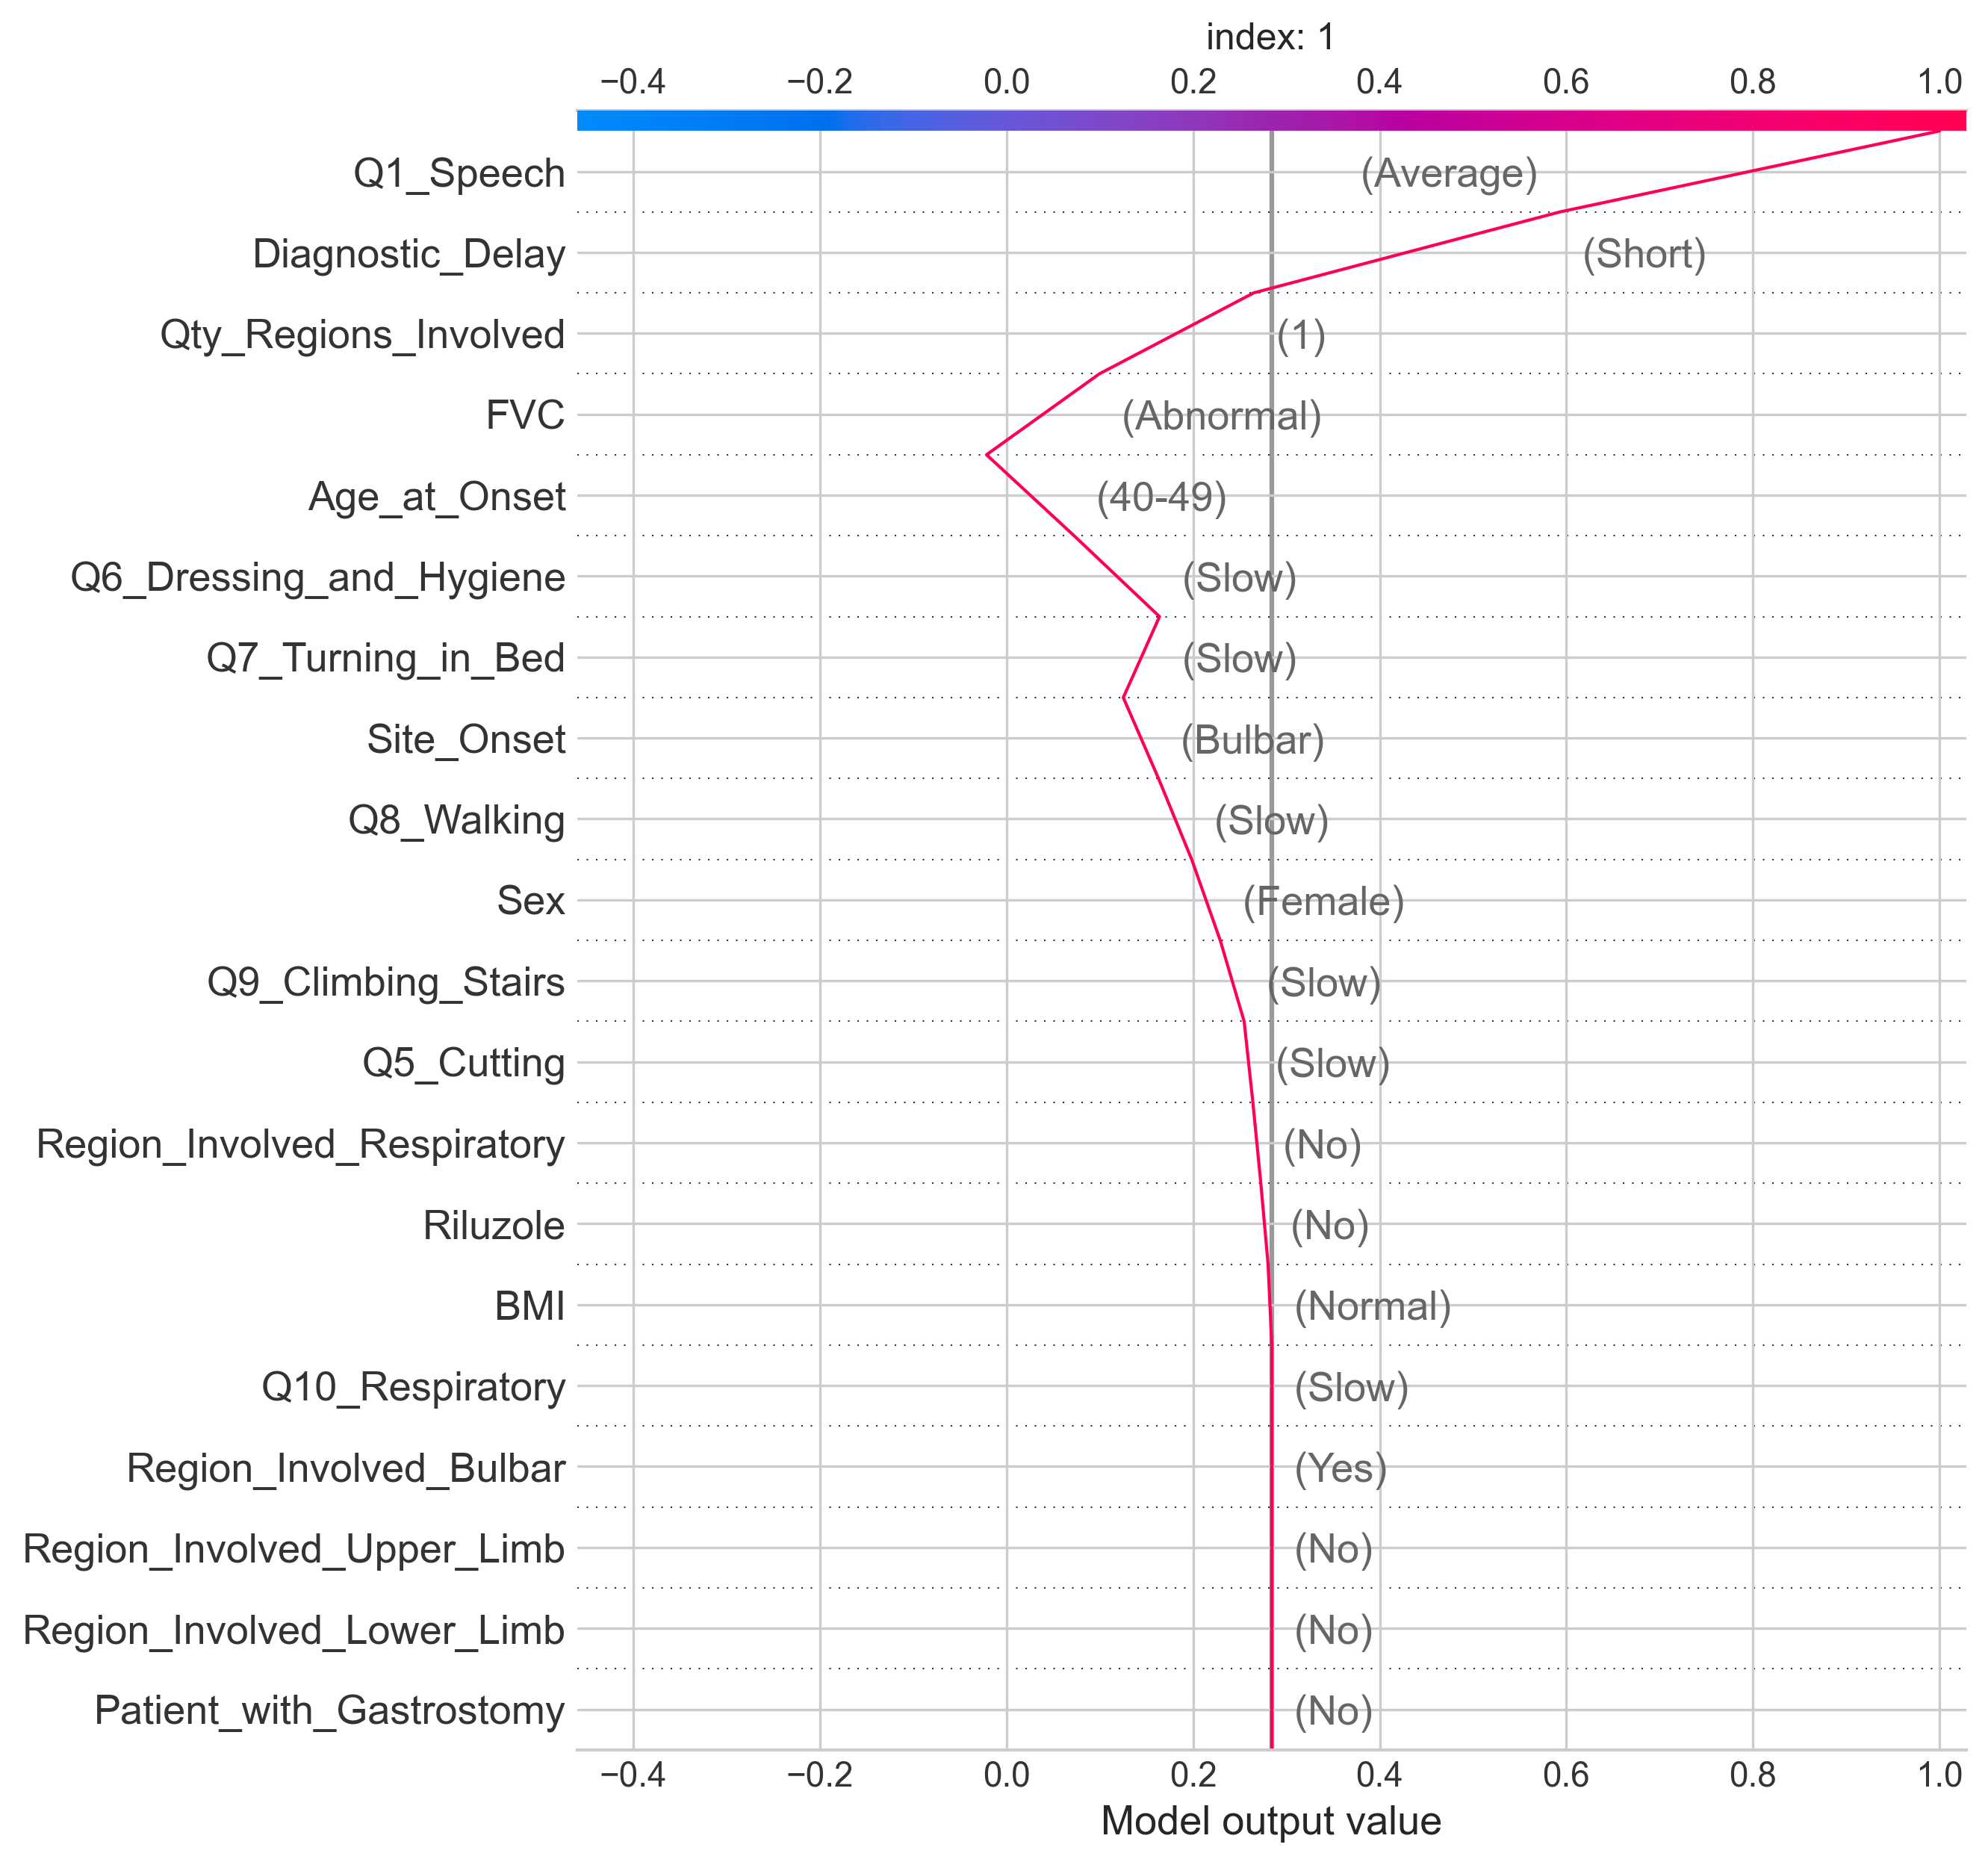 index: 1
−0.4 −0.2 0.0 0.2 0.4 0.6 0.8 1.0
Q1_Speech (Average)
Diagnostic_Delay (Short)
Qty_Regions_Involved (1)
FVC (Abnormal)
Age_at_Onset (40-49)
Q6_Dressing_and_Hygiene (Slow)
Q7_Turning_in_Bed (Slow)
Site_Onset (Bulbar)
Q8_Walking (Slow)
Sex (Female)
Q9_Climbing_Stairs (Slow)
Q5_Cutting (Slow)
Region_Involved_Respiratory (No)
Riluzole (No)
BMI (Normal)
Q10_Respiratory (Slow)
Region_Involved_Bulbar (Yes)
Region_Involved_Upper_Limb (No)
Region_Involved_Lower_Limb (No)
Patient_with_Gastrostomy (No)
−0.4 −0.2 0.0 0.2 0.4 0.6 0.8 1.0
Model output value